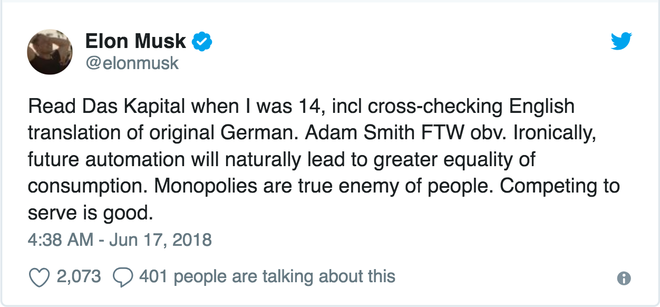 Elon Musk
@elonmusk
Read Das Kapital when I was 14, incl cross-checking English
translation of original German. Adam Smith FTW obv. Ironically,
future automation will naturally lead to greater equality of
consumption. Monopolies are true enemy of people. Competing to
serve is good.
4:38 AM - Jun 17, 2018
2,073 401 people are talking about this